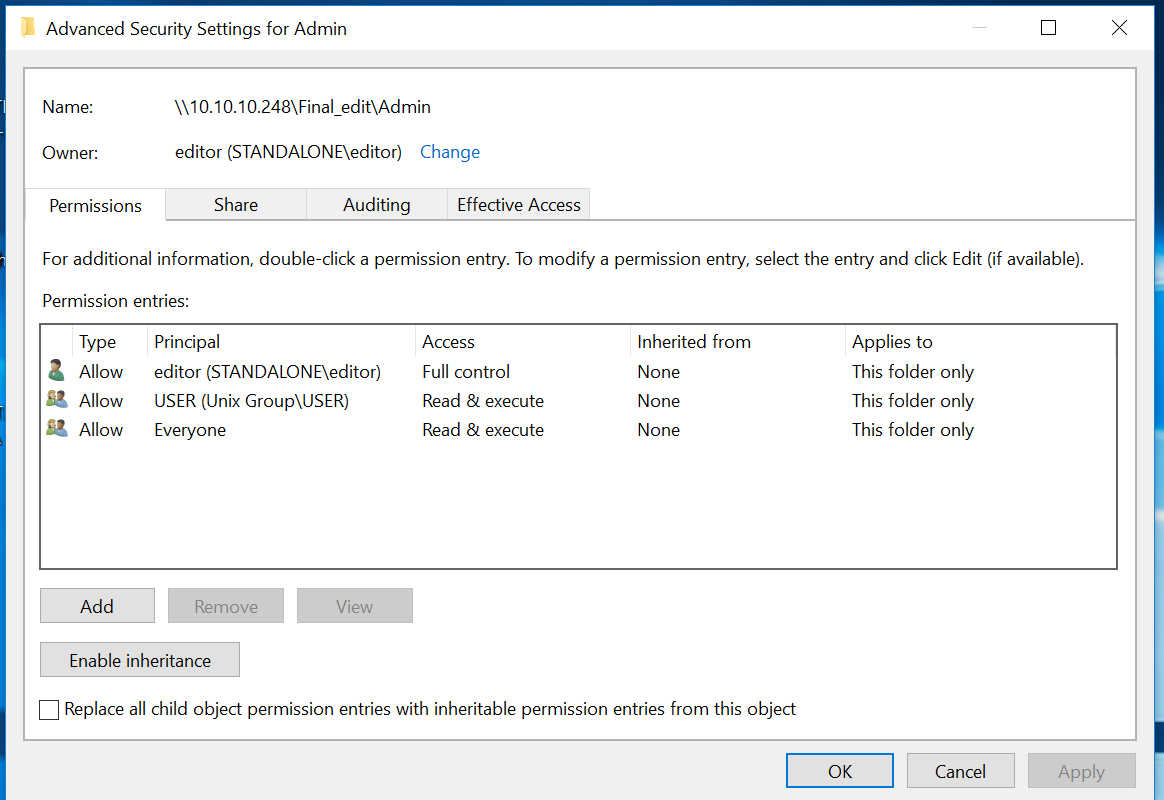 Advanced Security Settings for Admin
Name: \\10.10.10.248\Final_edit\Admin
Owner: editor (STANDALONE\editor) Change
Permissions Share Auditing Effective Access
For additional information, double-click a permission entry. To modify a permission entry, select the entry and click Edit (if available).
Permission entries:
Type Principal Access Inherited from Applies to
Allow editor (STANDALONE\editor) Full control None This folder only
Allow USER (Unix Group\USER) Read & execute None This folder only
Allow Everyone Read & execute None This folder only
Add Remove View
Enable inheritance
Replace all child object permission entries with inheritable permission entries from this object
OK Cancel Apply